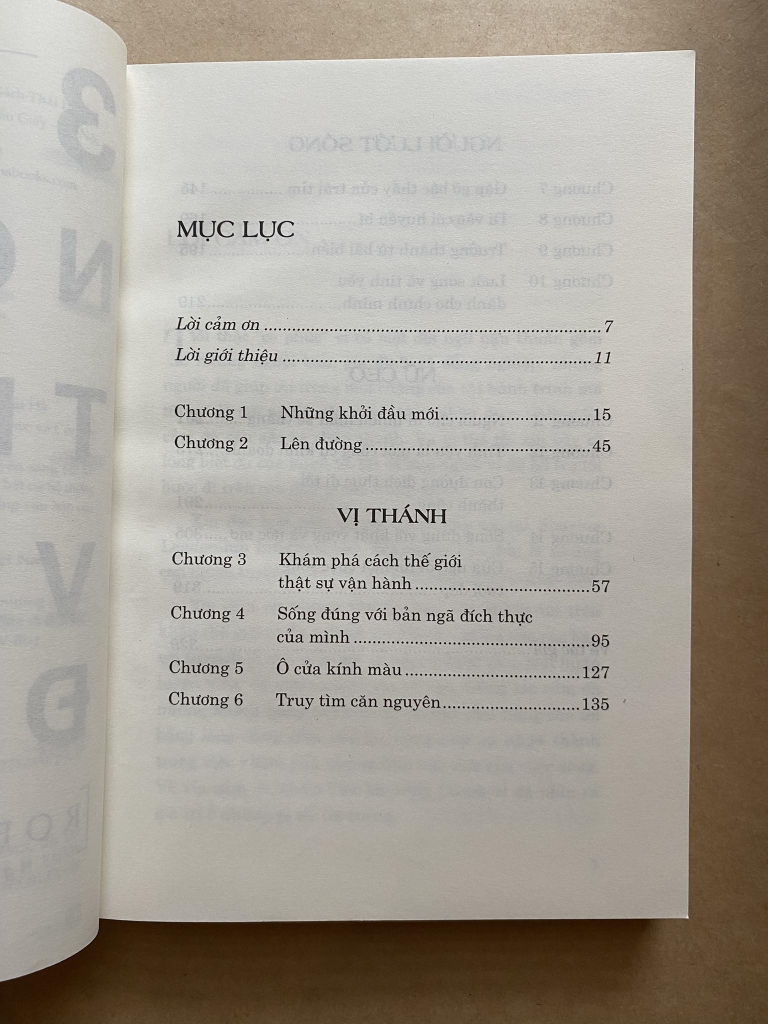 MỤC LỤC
Lời cảm ơn ........ 7
Lời giới thiệu ........ 11
Chương 1 Những khởi đầu mới ........ 15
Chương 2 Lên đường ........ 45
VỊ THÁNH
Chương 3 Khám phá cách thế giới
thật sự vận hành ........ 57
Chương 4 Sống đúng với bản ngã đích thực
của mình ........ 95
Chương 5 Ô cửa kính màu ........ 127
Chương 6 Truy tìm căn nguyên ........ 135